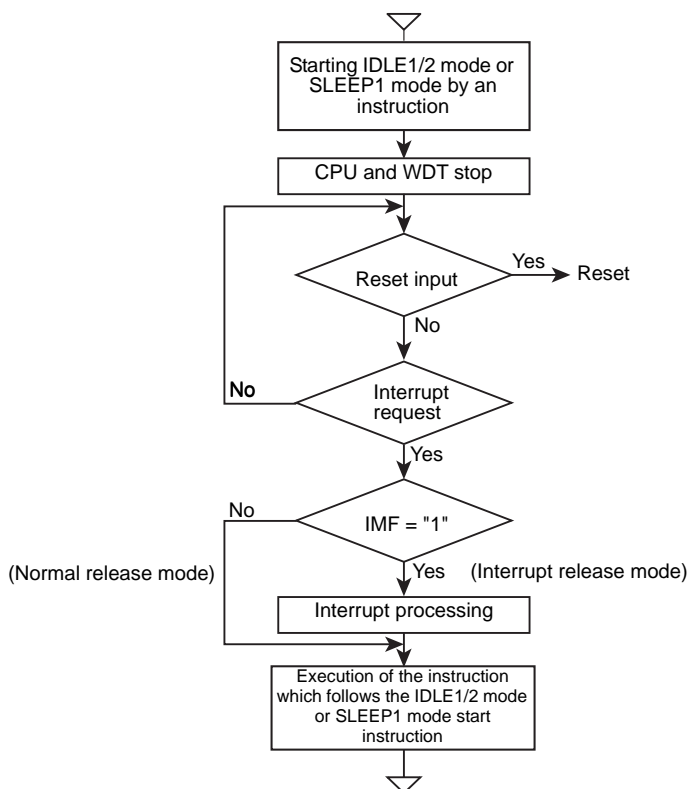 Starting IDLE1/2 mode or
SLEEP1 mode by an
instruction
CPU and WDT stop
Reset input
Yes
Reset
No
Interrupt
request
No
Yes
IMF = "1"
No
(Normal release mode)
Yes
(Interrupt release mode)
Interrupt processing
Execution of the instruction
which follows the IDLE1/2 mode
or SLEEP1 mode start
instruction